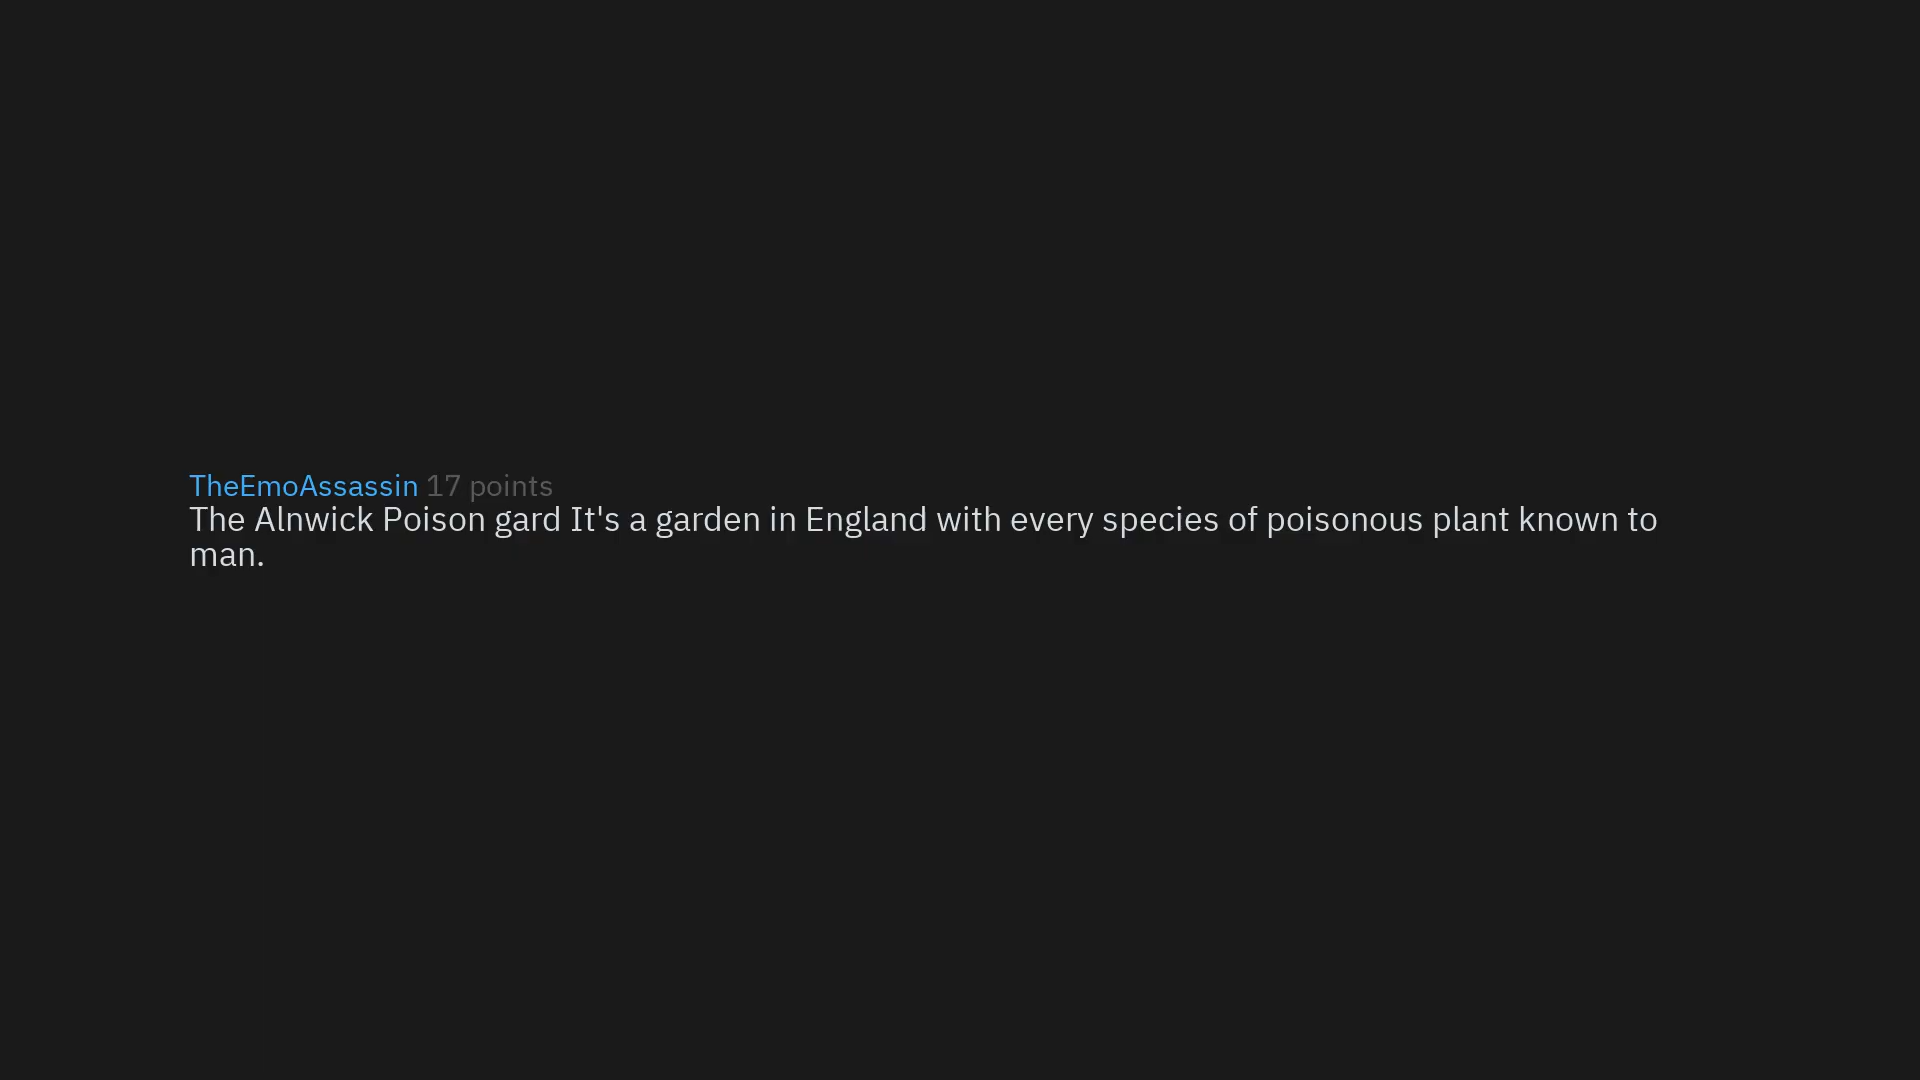 TheEmoAssassin 17 points
The Alnwick Poison gard It's a garden in England with every species of poisonous plant known to
man.